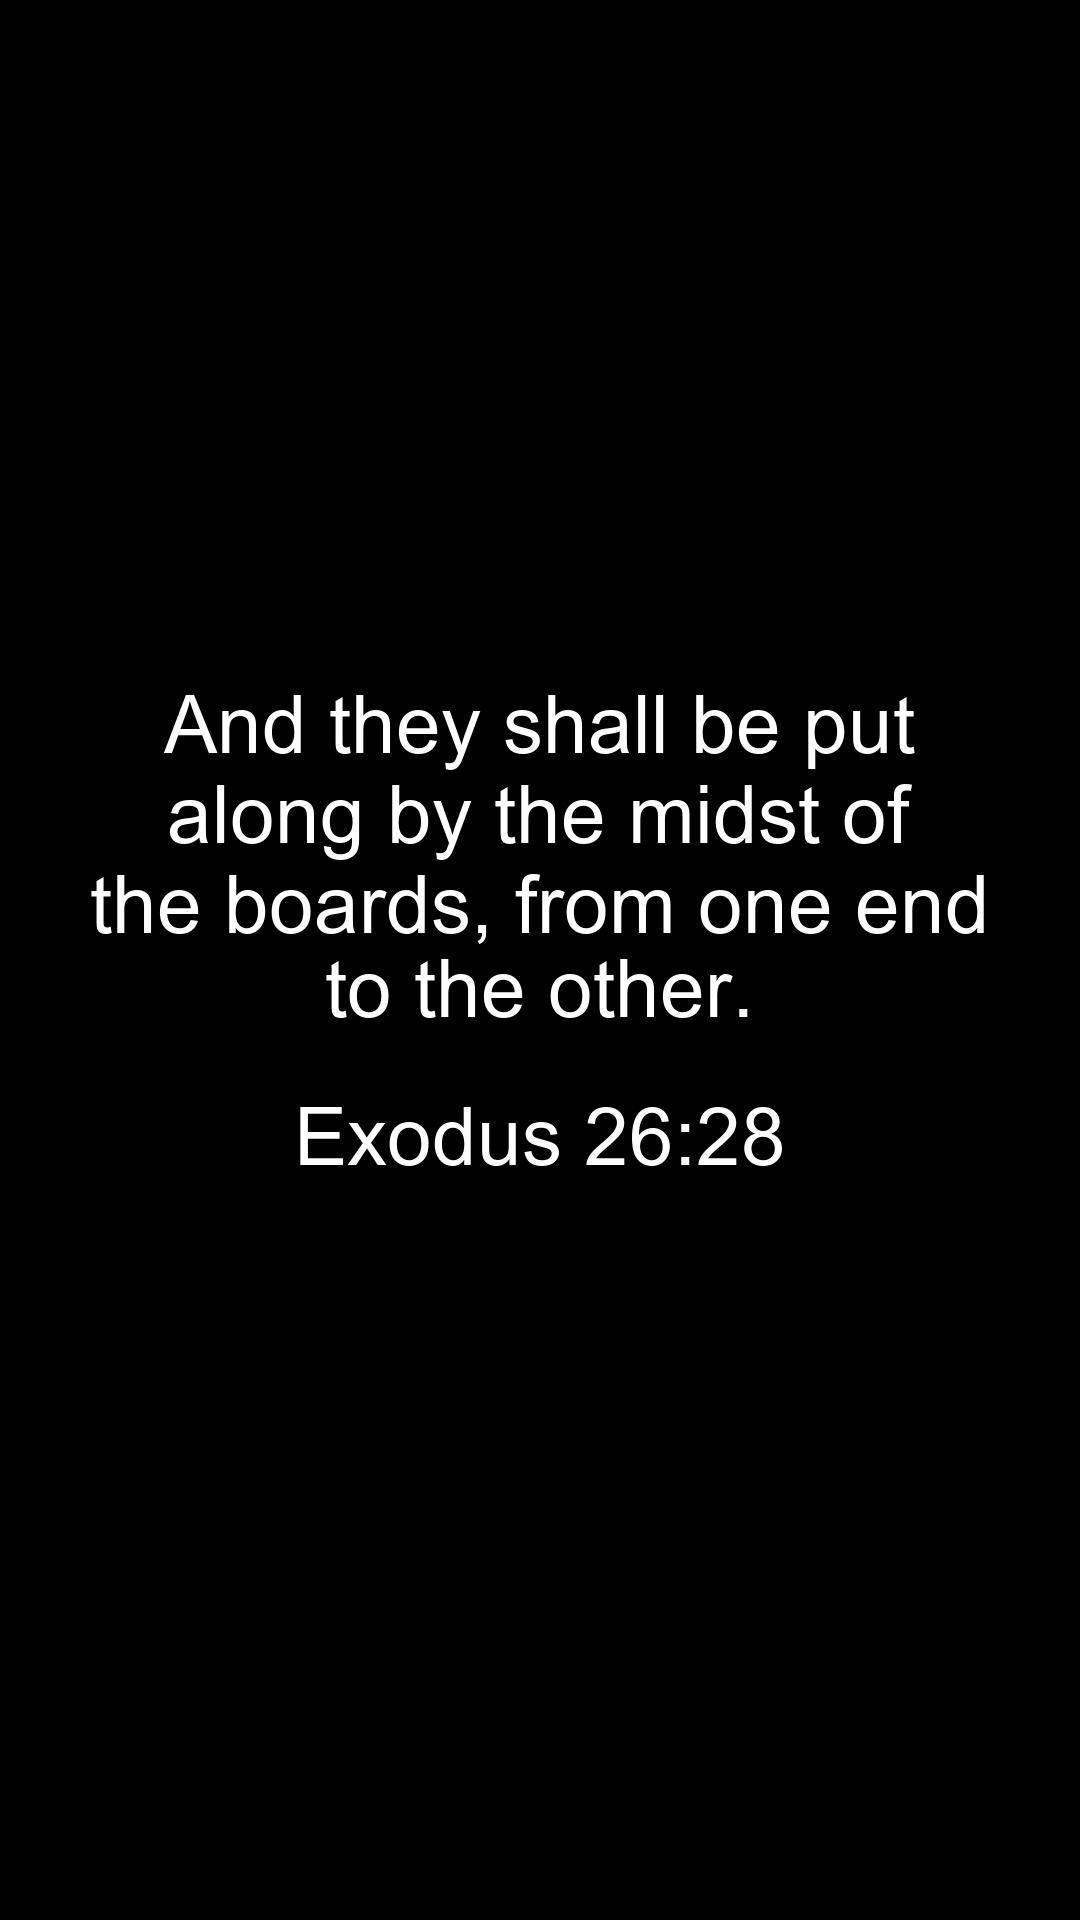 And they shall be put
along by the midst of
the boards, from one end
to the other.
Exodus 26:28